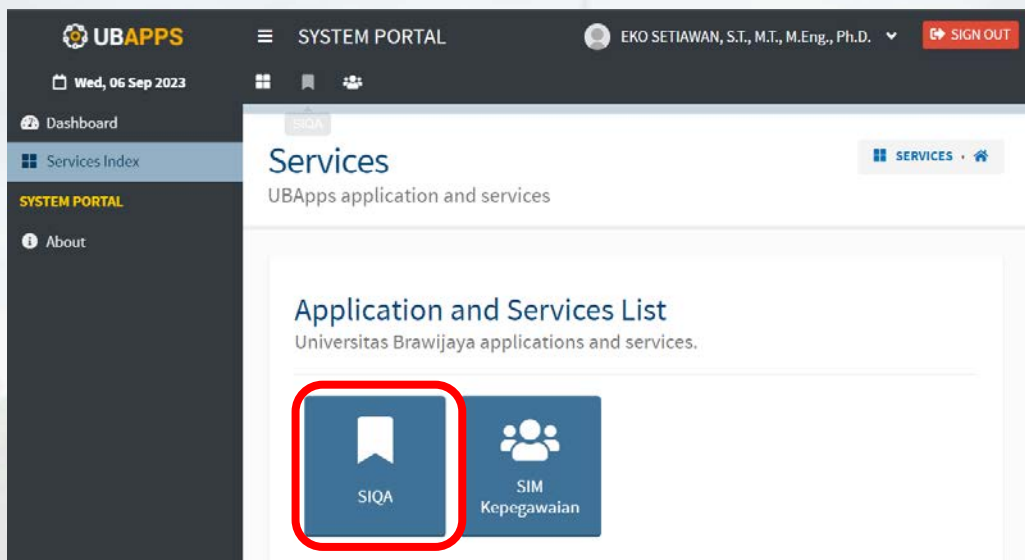 UBAPPS
SYSTEM PORTAL
EKO SETIAWAN, S.T., M.T., M.Eng., Ph.D.
SIGN OUT
Wed, 06 Sep 2023
Dashboard
SIQA
Services Index
Services
SERVICES
UBApps application and services
SYSTEM PORTAL
About
Application and Services List
Universitas Brawijaya applications and services.
SIQA
SIM
Kepegawaian